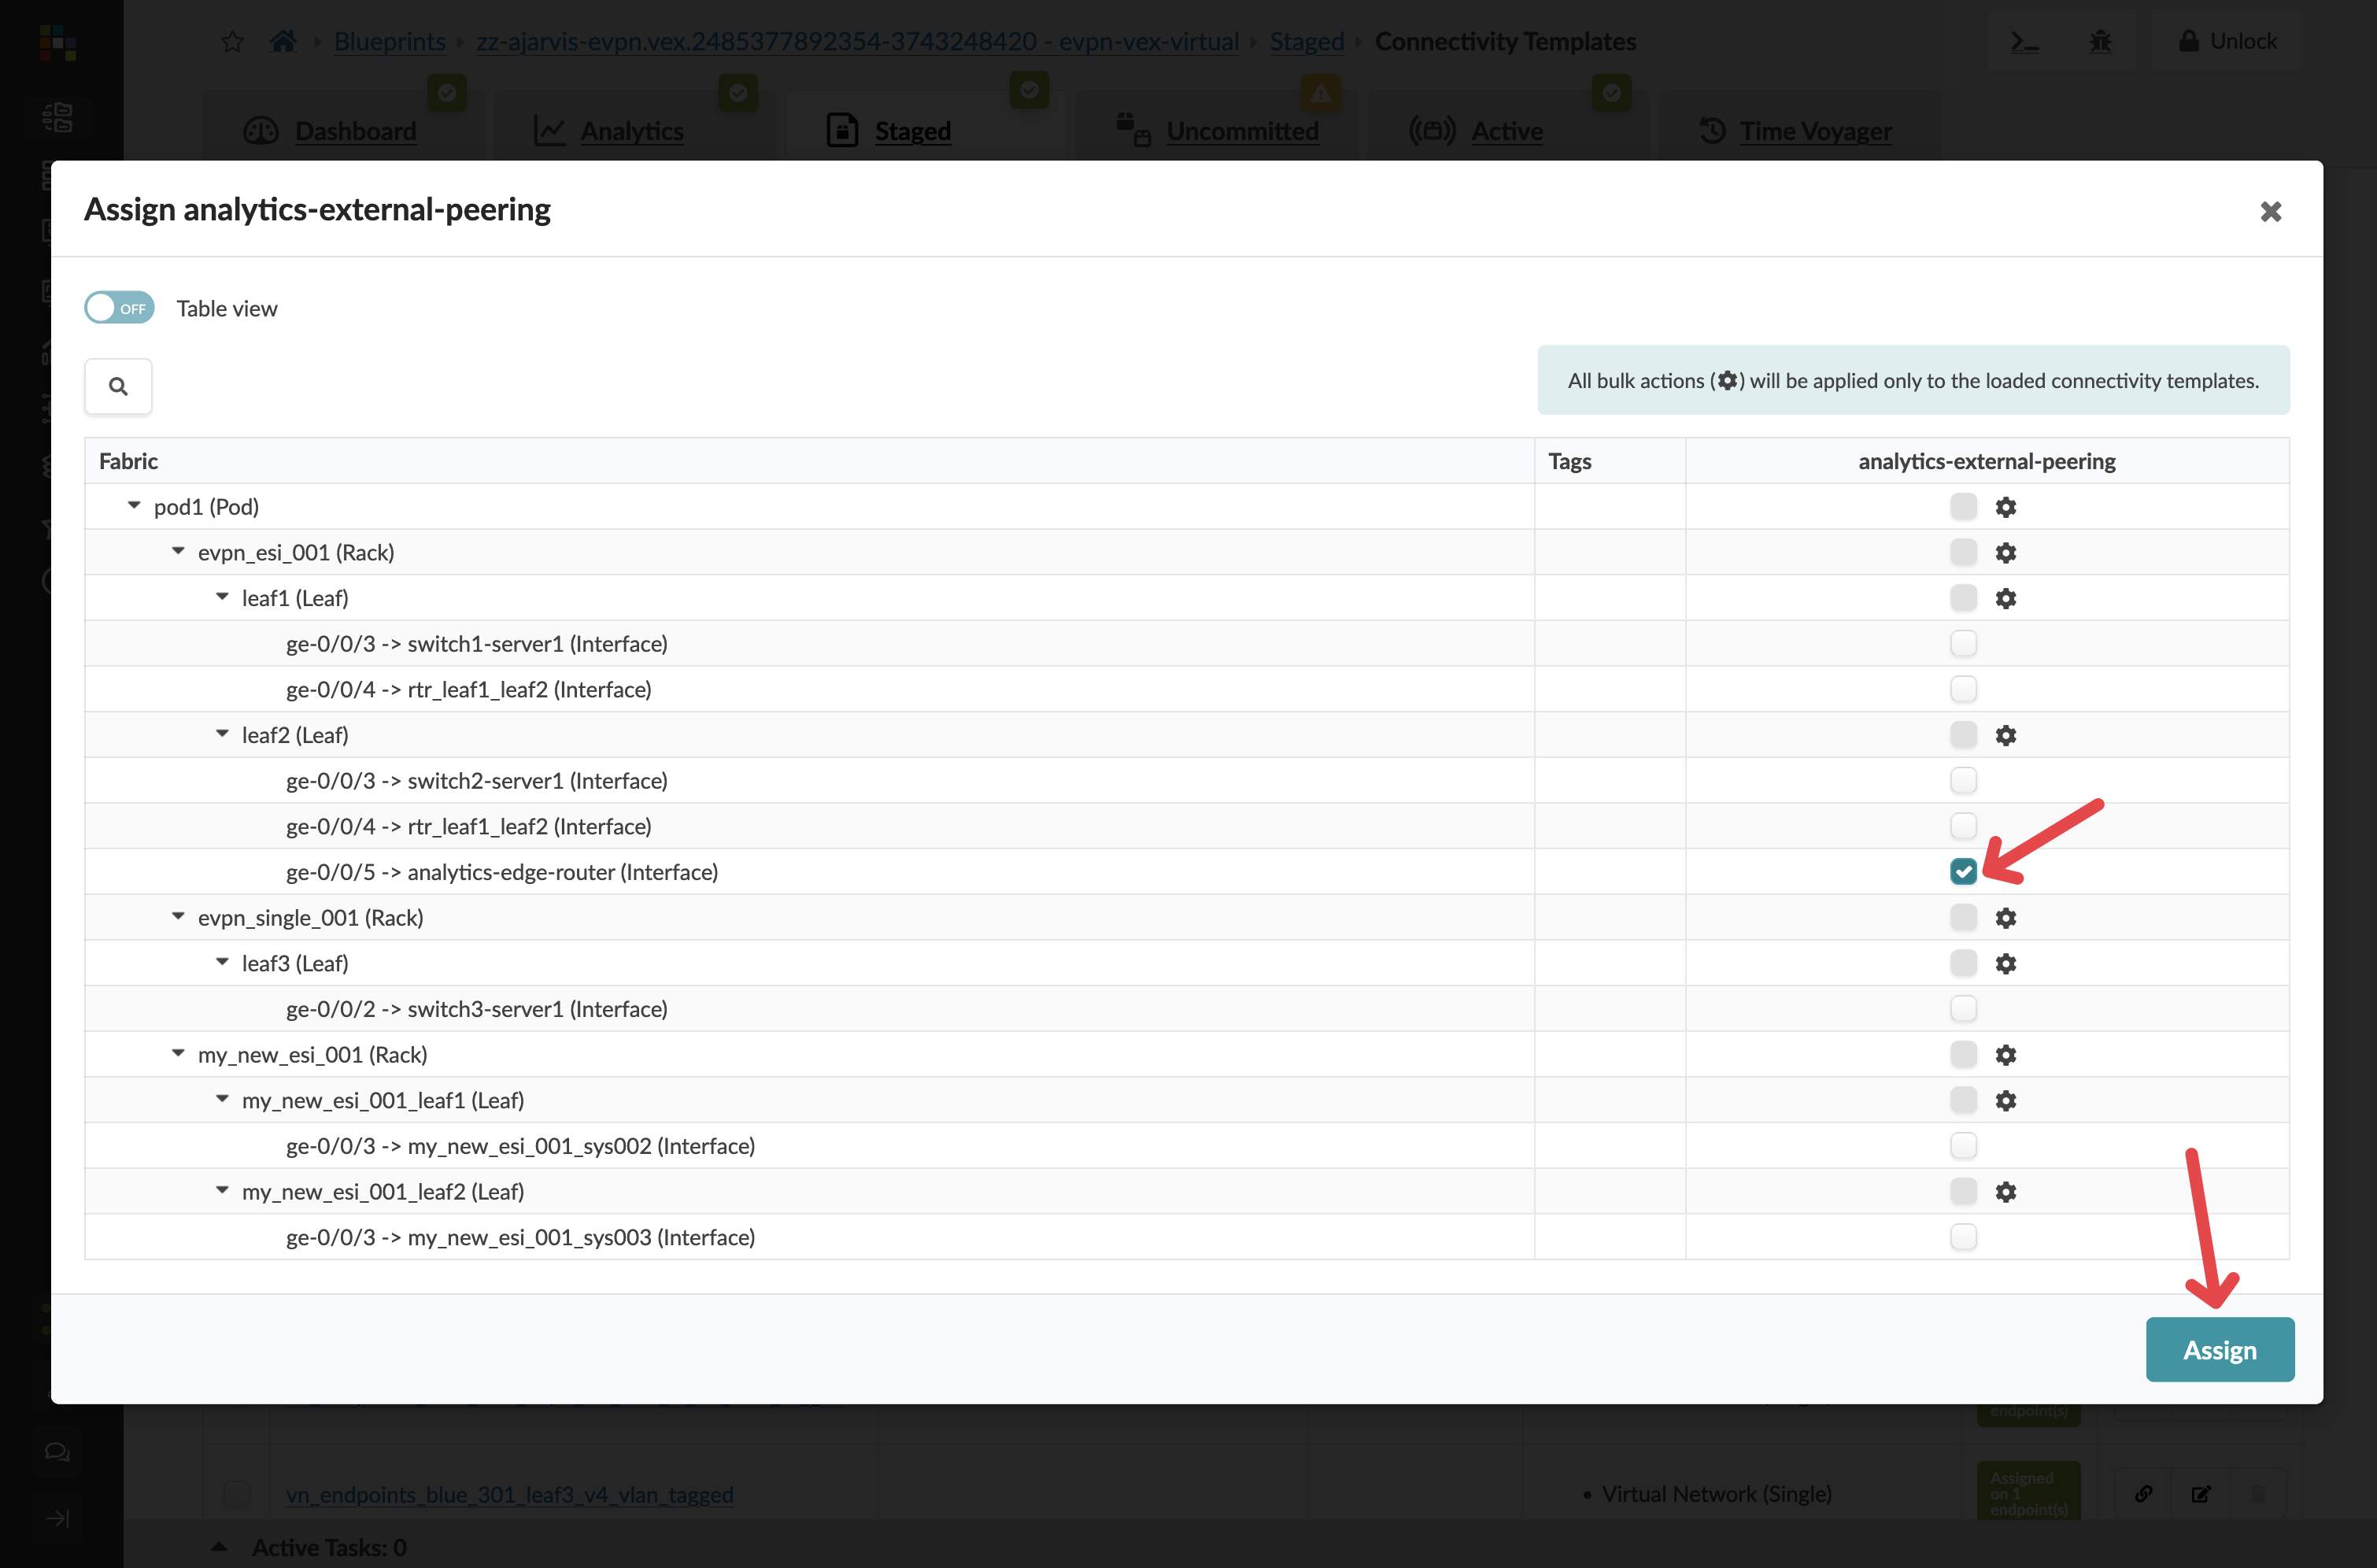 Blueprints zz-ajarvis-evpn.vex.2485377892354-3743248420 - evpn-vex-virtual Staged Connectivity Templates
Unlock
Dashboard Analytics Staged Uncommitted Active Time Voyager
Assign analytics-external-peering
OFF Table view
All bulk actions ( ) will be applied only to the loaded connectivity templates.
Fabric Tags analytics-external-peering
pod1 (Pod)
evpn_esi_001 (Rack)
leaf1 (Leaf)
ge-0/0/3 -> switch1-server1 (Interface)
ge-0/0/4 -> rtr_leaf1_leaf2 (Interface)
leaf2 (Leaf)
ge-0/0/3 -> switch2-server1 (Interface)
ge-0/0/4 -> rtr_leaf1_leaf2 (Interface)
ge-0/0/5 -> analytics-edge-router (Interface)
evpn_single_001 (Rack)
leaf3 (Leaf)
ge-0/0/2 -> switch3-server1 (Interface)
my_new_esi_001 (Rack)
my_new_esi_001_leaf1 (Leaf)
ge-0/0/3 -> my_new_esi_001_sys002 (Interface)
my_new_esi_001_leaf2 (Leaf)
ge-0/0/3 -> my_new_esi_001_sys003 (Interface)
Assign
endpoint(s)
vn_endpoints_blue_301_leaf3_v4_vlan_tagged
• Virtual Network (Single)
Assigned
on 1
endpoint(s)
Active Tasks: 0